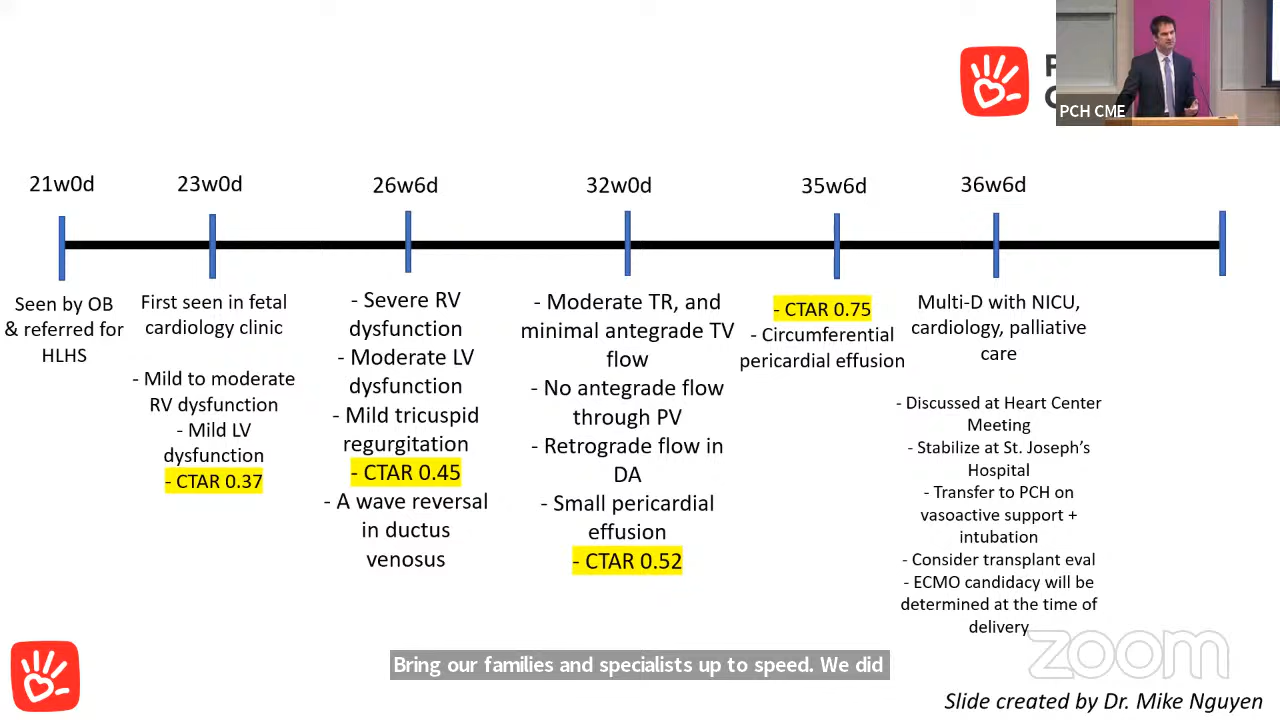 PCH CME
21w0d
23w0d
26w6d
32w0d
35w6d
36w6d
Seen by OB
& referred for
HLHS
First seen in fetal
cardiology clinic
- Mild to moderate
RV dysfunction
- Mild LV
dysfunction
- CTAR 0.37
- Severe RV
dysfunction
- Moderate LV
dysfunction
- Mild tricuspid
regurgitation
- CTAR 0.45
- A wave reversal
in ductus
venosus
- Moderate TR, and
minimal antegrade TV
flow
- No antegrade flow
through PV
- Retrograde flow in
DA
- Small pericardial
effusion
- CTAR 0.52
- CTAR 0.75
- Circumferential
pericardial effusion
Multi-D with NICU,
cardiology, palliative
care
- Discussed at Heart Center
Meeting
- Stabilize at St. Joseph’s
Hospital
- Transfer to PCH on
vasoactive support +
intubation
- Consider transplant eval
- ECMO candidacy will be
determined at the time of
delivery
zoom
Bring our families and specialists up to speed. We did
Slide created by Dr. Mike Nguyen